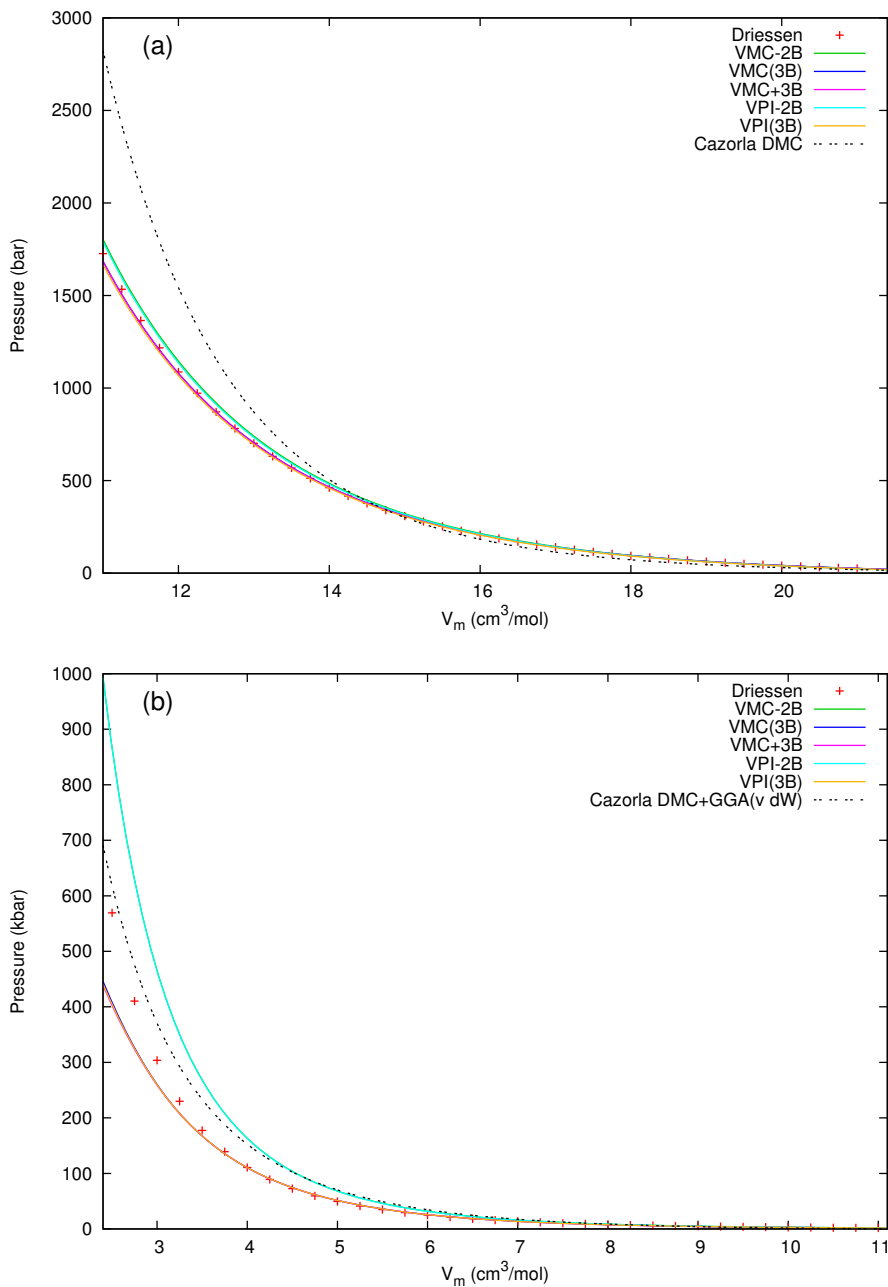 (a)
Driessen
VMC-2B
VMC(3B)
VMC+3B
VPI-2B
VPI(3B)
Cazorla DMC
3000
2500
2000
1500
1000
500
0
Pressure (bar)
12 14 16 18 20
V_m (cm^3/mol)
(b)
Driessen
VMC-2B
VMC(3B)
VMC+3B
VPI-2B
VPI(3B)
Cazorla DMC+GGA(v dW)
1000
900
800
700
600
500
400
300
200
100
0
Pressure (kbar)
3 4 5 6 7 8 9 10 11
V_m (cm^3/mol)